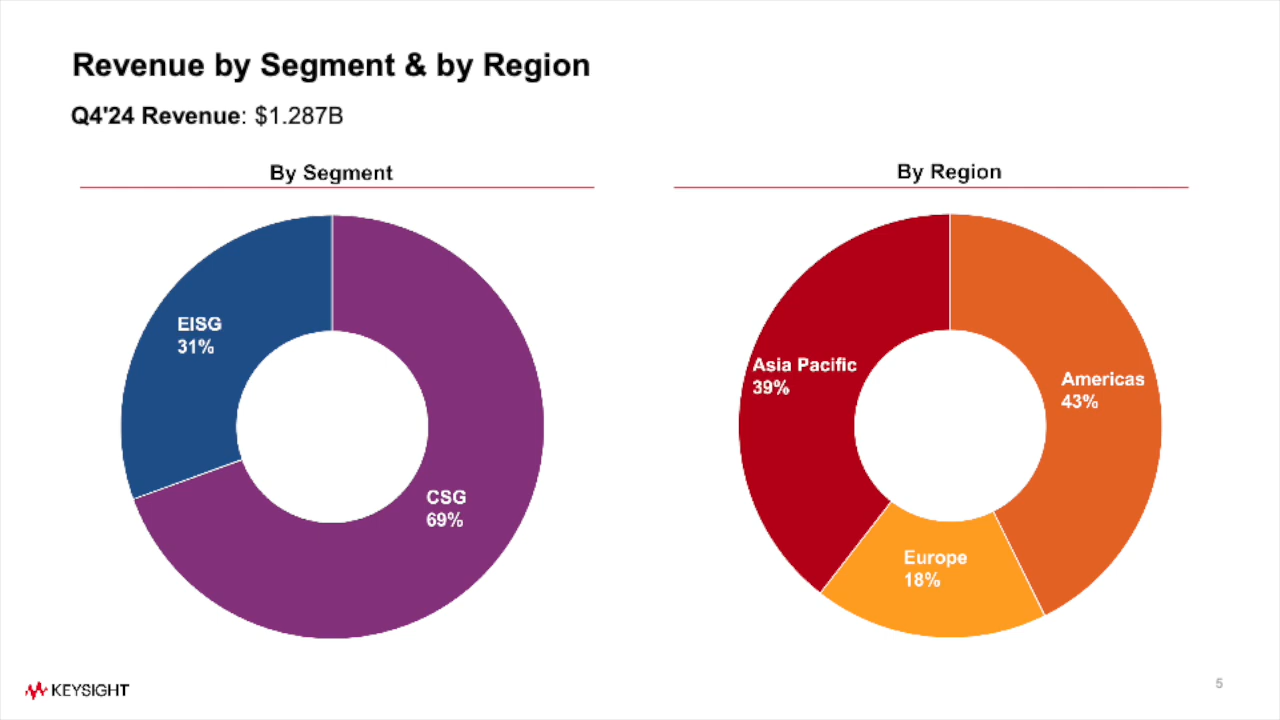 Revenue by Segment & by Region
Q4'24 Revenue: $1.287B
By Segment
EISG
31%
CSG
69%
By Region
Asia Pacific
39%
Americas
43%
Europe
18%
KEYSIGHT
5